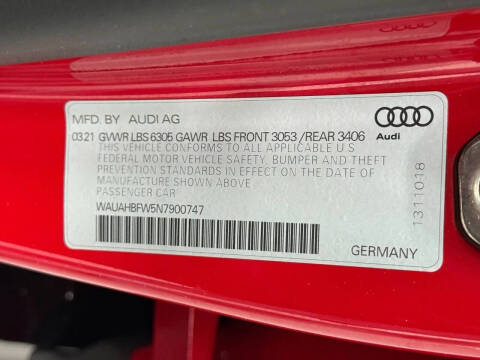 MFD. BY AUDI AG
03.21 GVWR LBS 6305 GAWR LBS FRONT 3053 /REAR 3406
THIS VEHICLE CONFORMS TO ALL APPLICABLE U S
FEDERAL MOTOR VEHICLE SAFETY, BUMPER AND THEFT
PREVENTION STANDARDS IN EFFECT ON THE DATE OF
MANUFACTURE SHOWN ABOVE
PASSENGER CAR
WAUAHBFW5N7900747
Audi
1311018
GERMANY